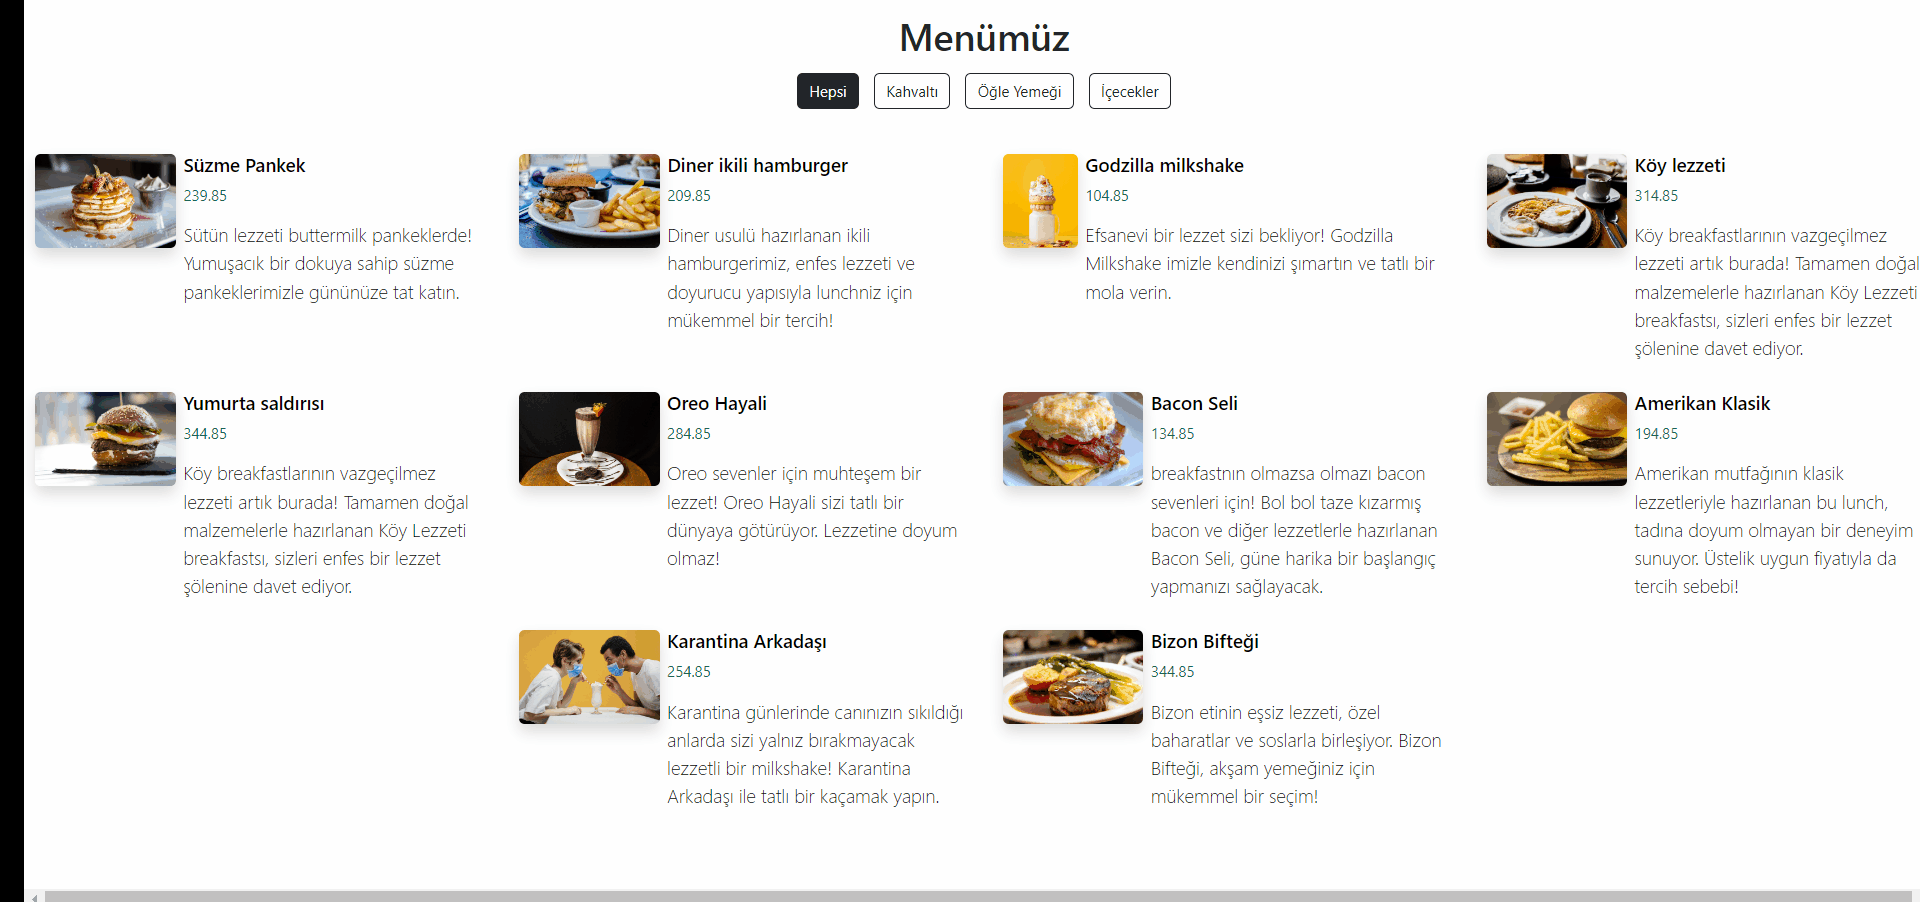 Menümüz
Hepsi
Kahvaltı
Öğle Yemeği
İçecekler
Süzme Pankek
239.85
Sütün lezzeti buttermilk pankeklerde!
Yumuşacık bir dokuya sahip süzme
pankeklerimizle gününüze tat katın.
Diner ikili hamburger
209.85
Diner usulü hazırlanan ikili
hamburgerimiz, enfes lezzeti ve
doyurucu yapısıyla lunchniz için
mükemmel bir tercih!
Godzilla milkshake
104.85
Efsanevi bir lezzet sizi bekliyor! Godzilla
Milkshake imizle kendinizi şımartın ve tatlı bir
mola verin.
Köy lezzeti
314.85
Köy breakfastlarının vazgeçilmez
lezzeti artık burada! Tamamen doğal
malzemelerle hazırlanan Köy Lezzeti
breakfastsı, sizleri enfes bir lezzet
şölenine davet ediyor.
Yumurta saldırısı
344.85
Köy breakfastlarının vazgeçilmez
lezzeti artık burada! Tamamen doğal
malzemelerle hazırlanan Köy Lezzeti
breakfastsı, sizleri enfes bir lezzet
şölenine davet ediyor.
Oreo Hayali
284.85
Oreo sevenler için muhteşem bir
lezzet! Oreo Hayali sizi tatlı bir
dünyaya götürüyor. Lezzetine doyum
olmaz!
Bacon Seli
134.85
breakfastnın olmazsa olmazı bacon
sevenleri için! Bol bol taze kızarmış
bacon ve diğer lezzetlerle hazırlanan
Bacon Seli, güne harika bir başlangıç
yapmanızı sağlayacak.
Amerikan Klasik
194.85
Amerikan mutfağının klasik
lezzetleriyle hazırlanan bu lunch,
tadına doyum olmayan bir deneyim
sunuyor. Üstelik uygun fiyatıyla da
tercih sebebi!
Karantina Arkadaşı
254.85
Karantina günlerinde canınızın sıkıldığı
anlarda sizi yalnız bırakmayacak
lezzetli bir milkshake! Karantina
Arkadaşı ile tatlı bir kaçamak yapın.
Bizon Bifteği
344.85
Bizon etinin eşsiz lezzeti, özel
baharatlar ve soslarla birleşiyor. Bizon
Bifteği, akşam yemeğiniz için
mükemmel bir seçim!